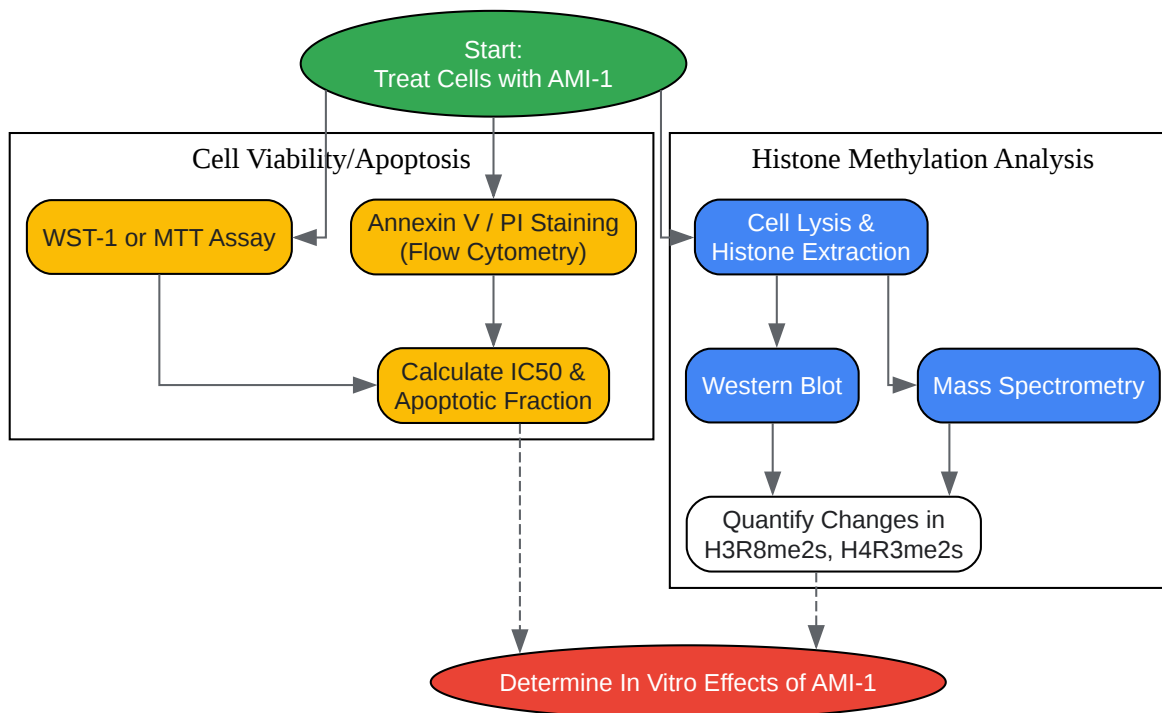 Start:
Treat Cells with AMI-1
Cell Viability/Apoptosis
Histone Methylation Analysis
WST-1 or MTT Assay
Annexin V / PI Staining
(Flow Cytometry)
Cell Lysis &
Histone Extraction
Calculate IC50 &
Apoptotic Fraction
Western Blot
Mass Spectrometry
Quantify Changes in
H3R8me2s, H4R3me2s
Determine In Vitro Effects of AMI-1